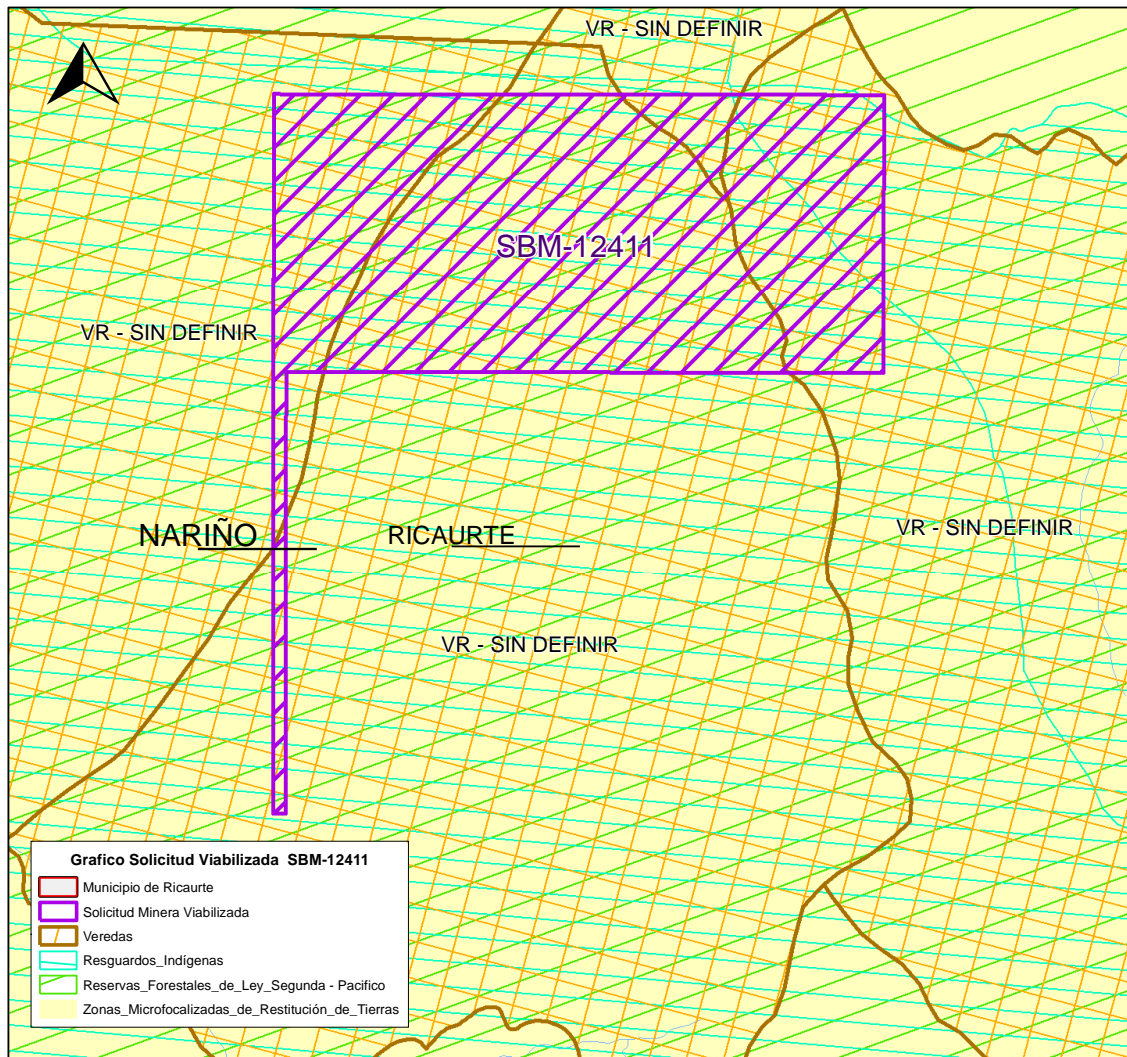 VR - SIN DEFINIR
SBM-12411
VR - SIN DEFINIR
NARIÑO
RICAURTE
VR - SIN DEFINIR
VR - SIN DEFINIR
Grafico Solicitud Viabilizada SBM-12411
Municipio de Ricaurte
Solicitud Minera Viabilizada
Veredas
Resguardos_Indígenas
Reservas_Forestales_de_Ley_Segunda - Pacifico
Zonas_Microfocalizadas_de_Restitución_de_Tierras